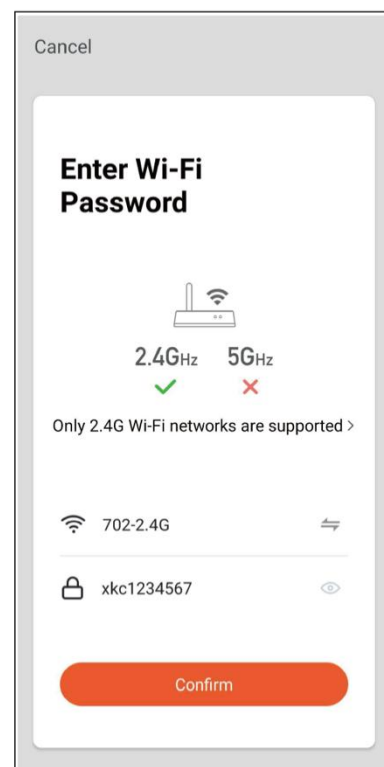 Cancel
Enter Wi-Fi
Password
2.4GHz 5GHz
Only 2.4G Wi-Fi networks are supported >
702-2.4G
xkc1234567
Confirm